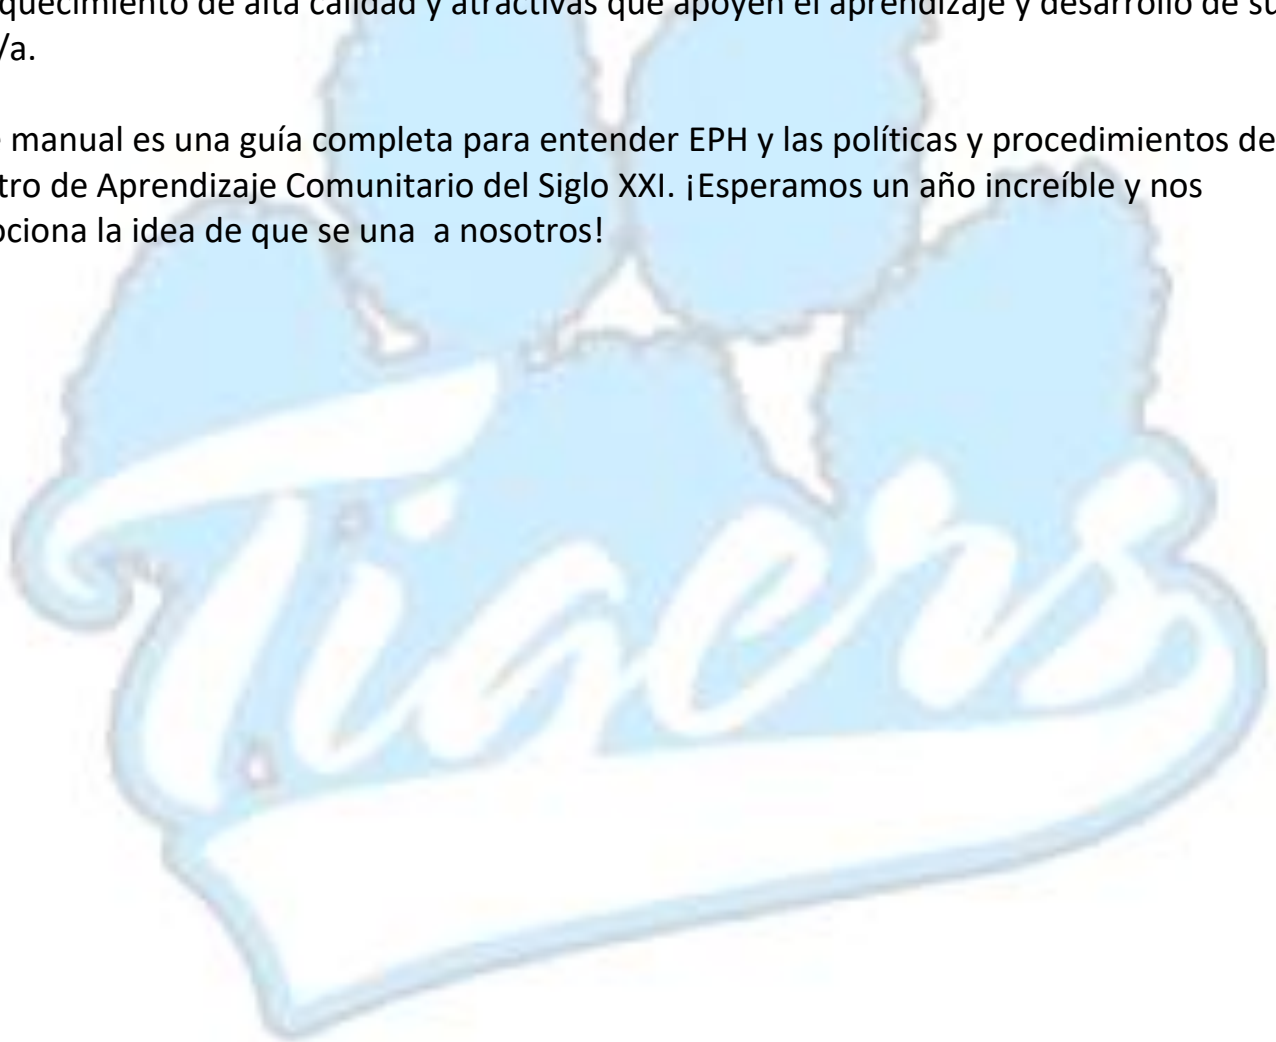 quecimiento de alta calidad y atractivas que apoyen el aprendizaje y desarrollo de su
/a.
manual es una guía completa para entender EPH y las políticas y procedimientos de
tro de Aprendizaje Comunitario del Siglo XXI. ¡Esperamos un año increíble y nos
ciona la idea de que se una a nosotros!
Tigers